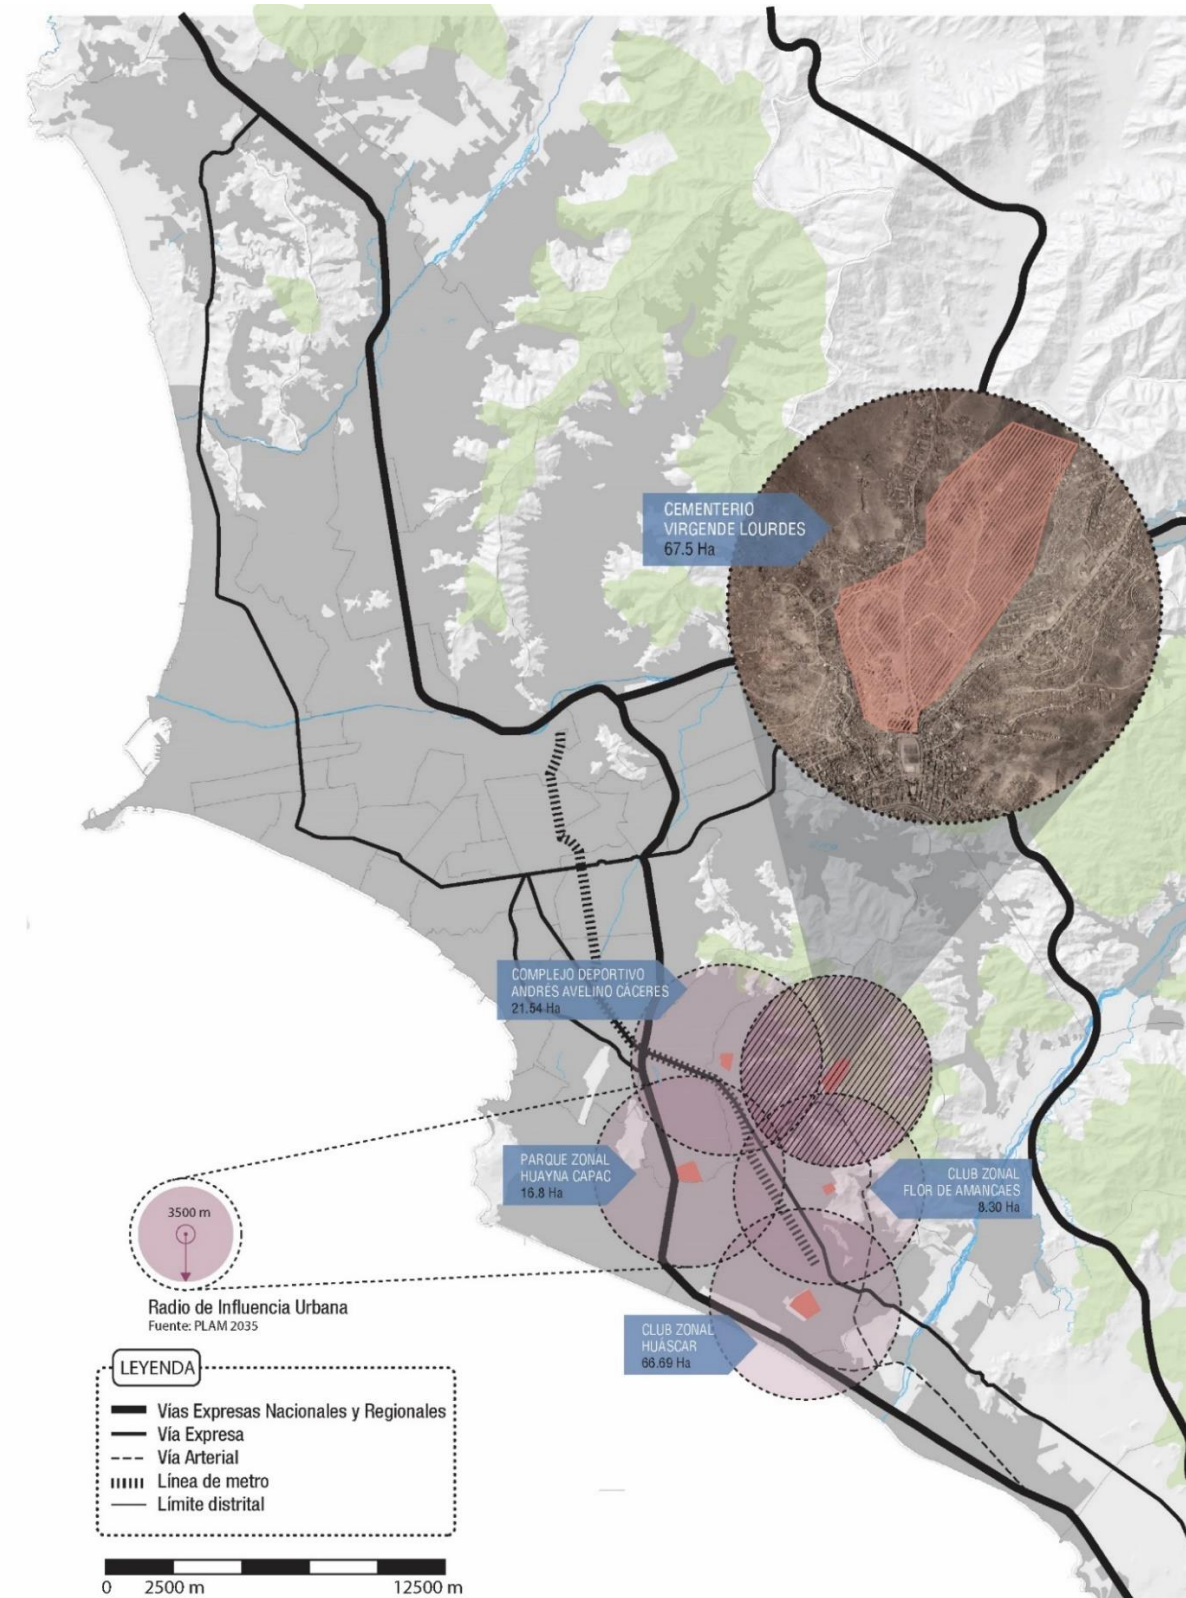 CEMENTERIO
VIRGENDE LOURDES
67.5 Ha
COMPLEJO DEPORTIVO
ANDRÉS AVELINO CÁCERES
21.54 Ha
PARQUE ZONAL
HUAYNA CAPAC
16.8 Ha
CLUB ZONAL
FLOR DE AMANCAES
8.30 Ha
CLUB ZONAL
HUÁSCAR
66.69 Ha
3500 m
Radio de Influencia Urbana
Fuente: PLAM 2035
LEYENDA
Vías Expresas Nacionales y Regionales
Vía Expresa
Vía Arterial
Línea de metro
Límite distrital
0 2500 m 12500 m